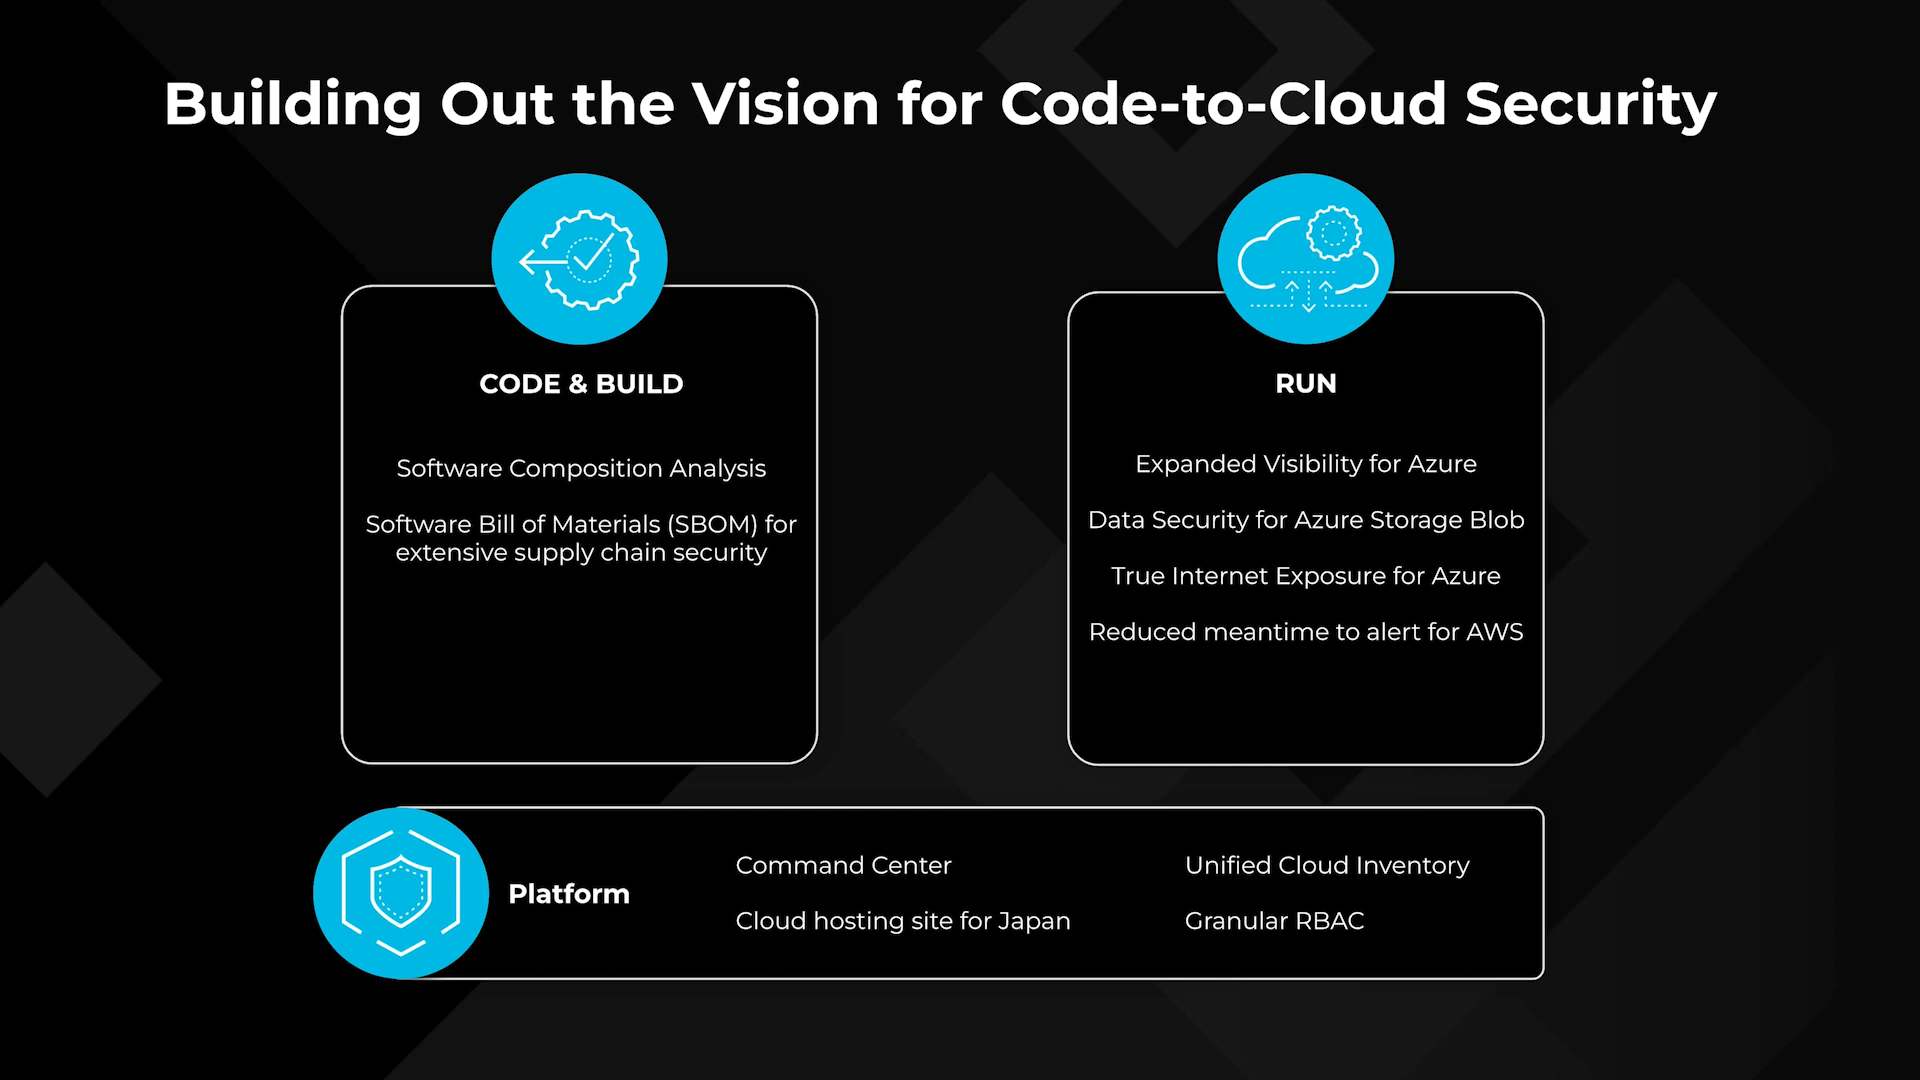 Building Out the Vision for Code-to-Cloud Security
CODE & BUILD
Software Composition Analysis
Software Bill of Materials (SBOM) for
extensive supply chain security
RUN
Expanded Visibility for Azure
Data Security for Azure Storage Blob
True Internet Exposure for Azure
Reduced meantime to alert for AWS
Platform
Command Center
Cloud hosting site for Japan
Unified Cloud Inventory
Granular RBAC